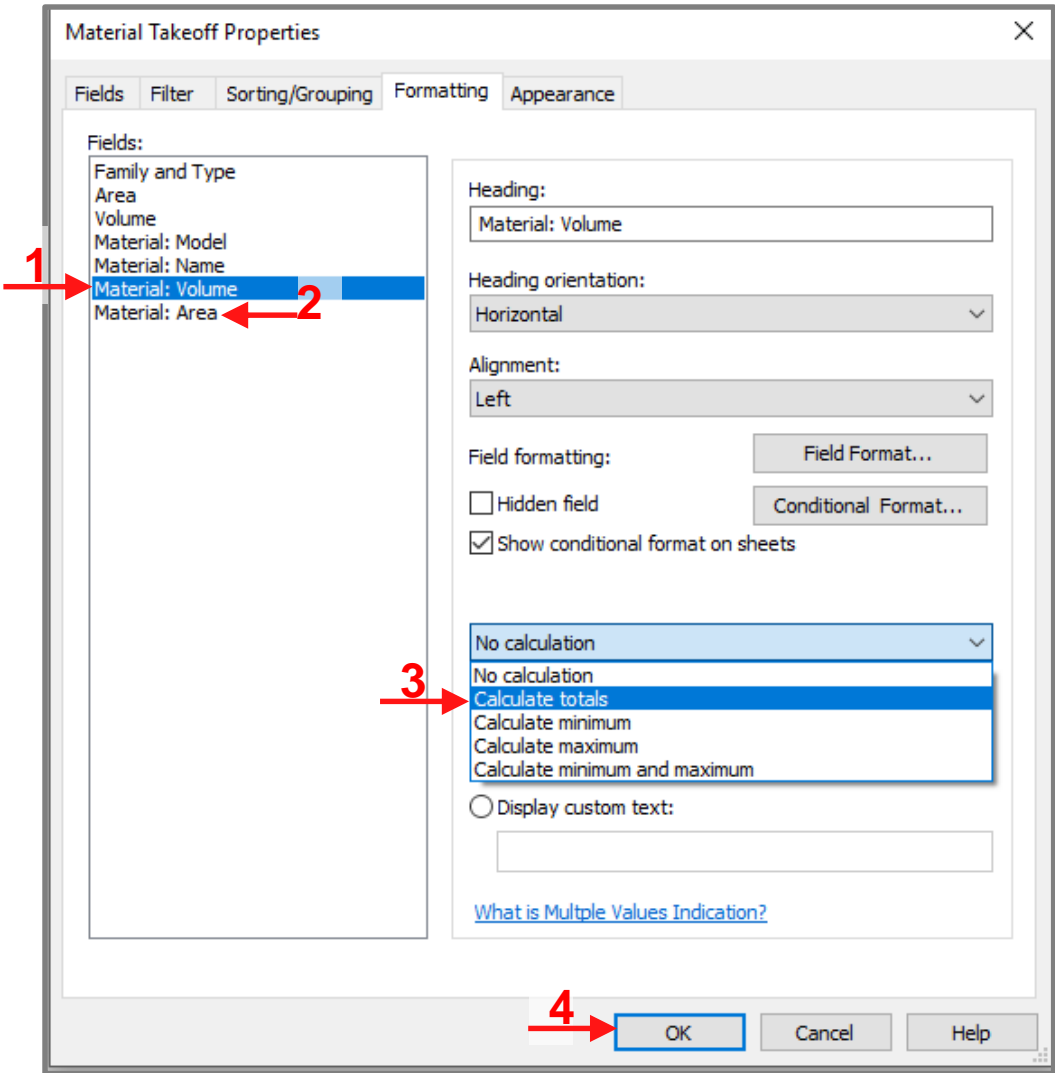 Material Takeoff Properties
Fields Filter Sorting/Grouping Formatting Appearance
Fields:
Family and Type
Area
Volume
Material: Model
Material: Name
1
Material: Volume
2
Material: Area
Heading:
Material: Volume
Heading orientation:
Horizontal
Alignment:
Left
Field formatting:
Field Format...
Hidden field
Conditional Format...
Show conditional format on sheets
No calculation
No calculation
3
Calculate totals
Calculate minimum
Calculate maximum
Calculate minimum and maximum
Display custom text:
What is Multple Values Indication?
4
OK Cancel Help